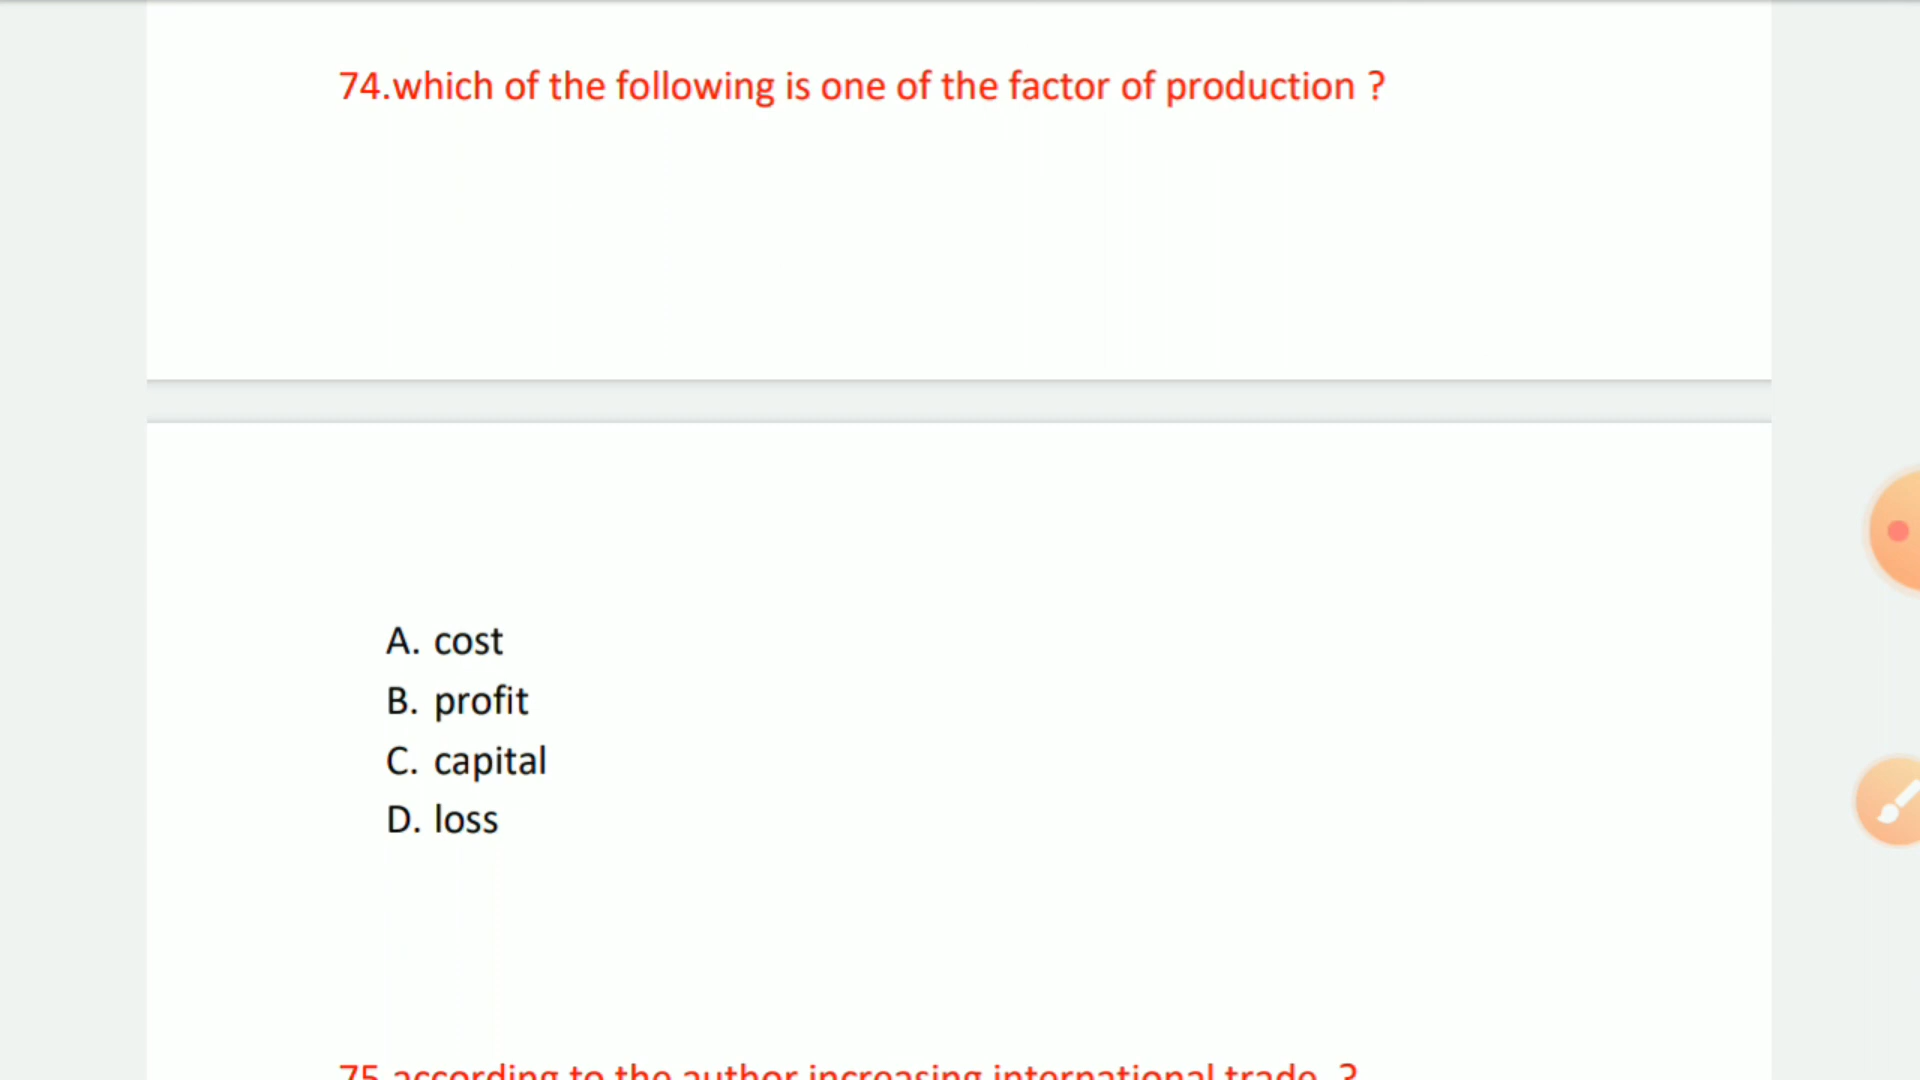 74.which of the following is one of the factor of production ?
A. cost
B. profit
C. capital
D. loss
75.according to the author increasing international trade ?